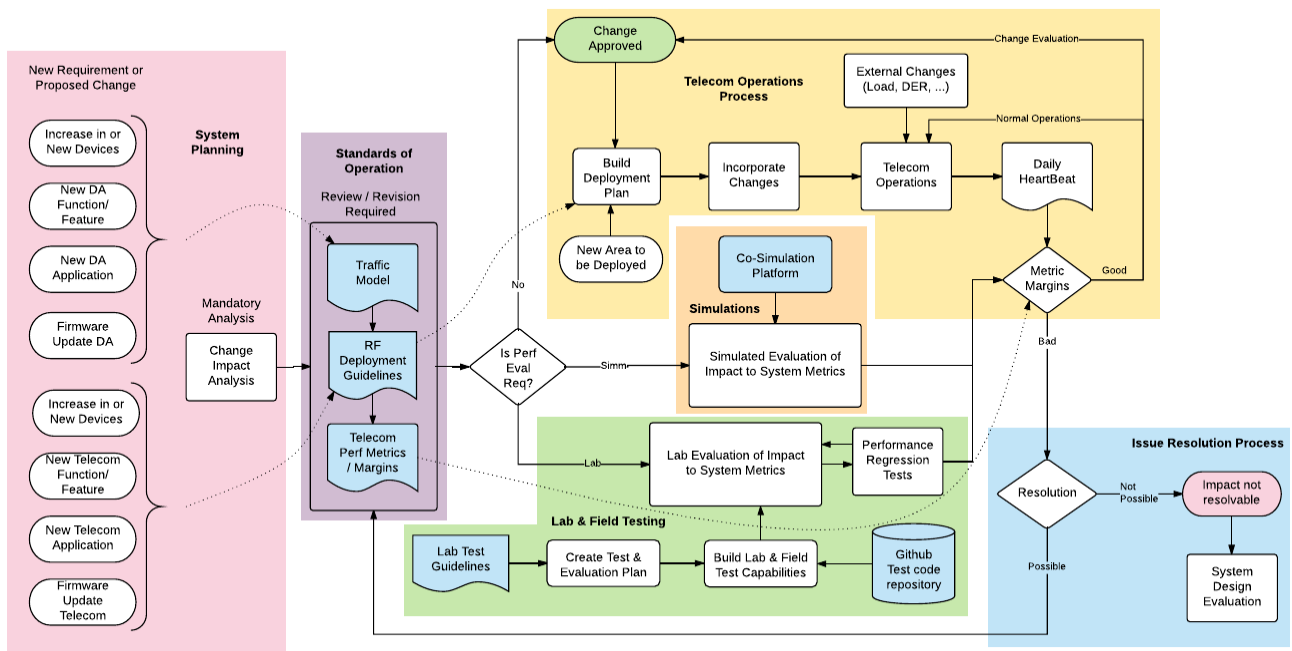 New Requirement or
Proposed Change
System
Planning
Increase in or
New Devices
New DA
Function/
Feature
New DA
Application
Firmware
Update DA
Increase in or
New Devices
New Telecom
Function/
Feature
New Telecom
Application
Firmware
Update
Telecom
Mandatory
Analysis
Change
Impact
Analysis
Standards of
Operation
Review / Revision
Required
Traffic
Model
RF
Deployment
Guidelines
Telecom
Perf Metrics
/ Margins
Is Perf
Eval
Req?
No
Simm
Lab
Change
Approved
Change Evaluation
Telecom Operations
Process
External Changes
(Load, DER, ...)
Normal Operations
Build
Deployment
Plan
Incorporate
Changes
Telecom
Operations
Daily
HeartBeat
New Area to
be Deployed
Metric
Margins
Good
Bad
Co-Simulation
Platform
Simulations
Simulated Evaluation of
Impact to System Metrics
Lab Evaluation of Impact
to System Metrics
Performance
Regression
Tests
Lab & Field Testing
Lab Test
Guidelines
Create Test &
Evaluation Plan
Build Lab & Field
Test Capabilities
Github
Test code
repository
Issue Resolution Process
Resolution
Not
Possible
Impact not
resolvable
Possible
System
Design
Evaluation